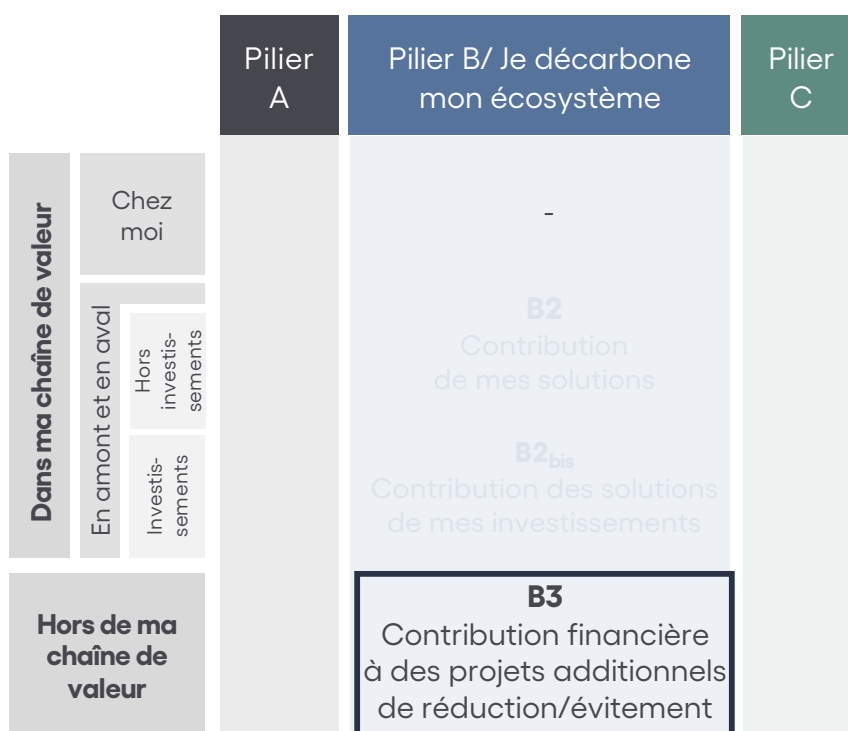 Pilier
A
Pilier B/ Je décarbone
mon écosystème
Pilier
C
Dans ma chaîne de valeur
Chez
moi
-
En amont et en aval
Hors
investis-
sements
B2
Contribution
de mes solutions
Investis-
sements
B2bis
Contribution des solutions
de mes investissements
Hors de ma
chaîne de
valeur
B3
Contribution financière
à des projets additionnels
de réduction/évitement